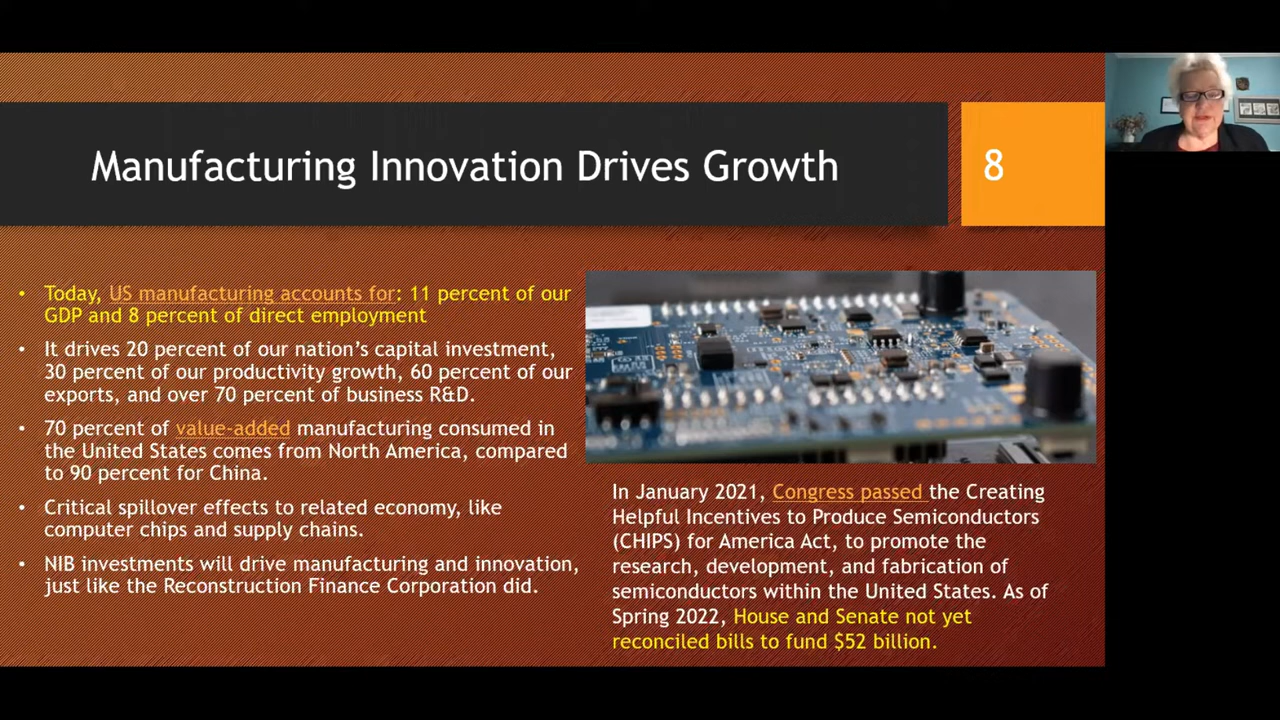 Manufacturing Innovation Drives Growth
8
• Today, US manufacturing accounts for: 11 percent of our
GDP and 8 percent of direct employment
• It drives 20 percent of our nation’s capital investment,
30 percent of our productivity growth, 60 percent of our
exports, and over 70 percent of business R&D.
• 70 percent of value-added manufacturing consumed in
the United States comes from North America, compared
to 90 percent for China.
• Critical spillover effects to related economy, like
computer chips and supply chains.
• NIB investments will drive manufacturing and innovation,
just like the Reconstruction Finance Corporation did.
In January 2021, Congress passed the Creating
Helpful Incentives to Produce Semiconductors
(CHIPS) for America Act, to promote the
research, development, and fabrication of
semiconductors within the United States. As of
Spring 2022, House and Senate not yet
reconciled bills to fund $52 billion.